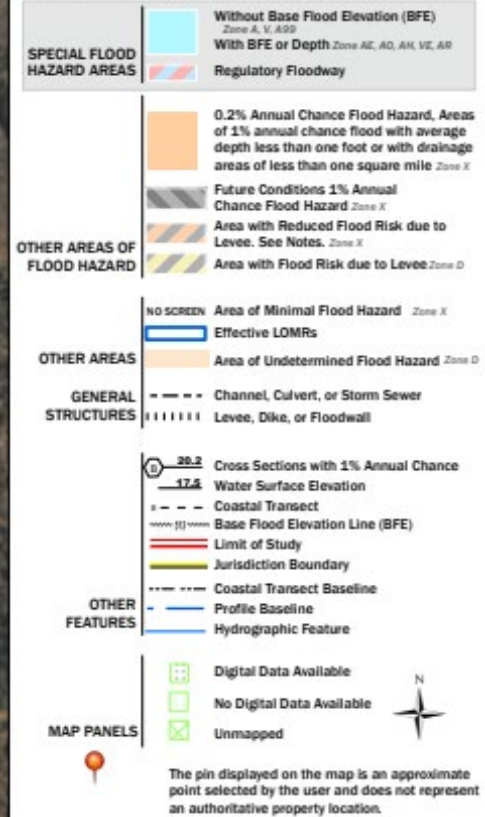 SPECIAL FLOOD
HAZARD AREAS
Without Base Flood Elevation (BFE)
Zone A, V, A99
With BFE or Depth Zone AE, AO, AH, VE, AR
Regulatory Floodway
OTHER AREAS OF
FLOOD HAZARD
0.2% Annual Chance Flood Hazard, Areas
of 1% annual chance flood with average
depth less than one foot or with drainage
areas of less than one square mile Zone X
Future Conditions 1% Annual
Chance Flood Hazard Zone X
Area with Reduced Flood Risk due to
Levee. See Notes. Zone X
Area with Flood Risk due to Levee Zone D
OTHER AREAS
NO SCREEN Area of Minimal Flood Hazard Zone X
Effective LOMRs
Area of Undetermined Flood Hazard Zone D
GENERAL
STRUCTURES
Channel, Culvert, or Storm Sewer
Levee, Dike, or Floodwall
OTHER
FEATURES
B 20.2 Cross Sections with 1% Annual Chance
17.5 Water Surface Elevation
8 Coastal Transect
Base Flood Elevation Line (BFE)
Limit of Study
Jurisdiction Boundary
Coastal Transect Baseline
Profile Baseline
Hydrographic Feature
MAP PANELS
Digital Data Available
No Digital Data Available
Unmapped
N
The pin displayed on the map is an approximate
point selected by the user and does not represent
an authoritative property location.